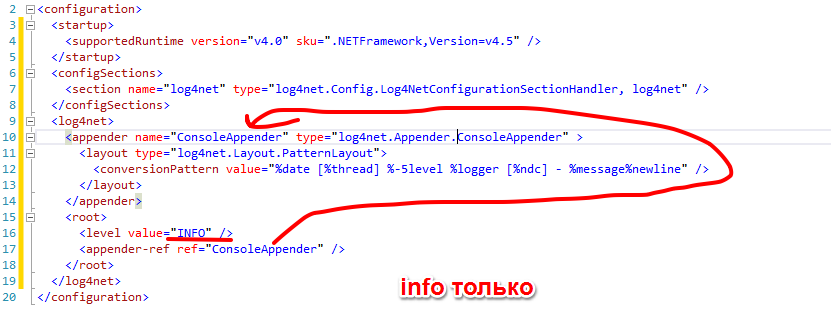 2 <configuration>
3 <startup>
4 <supportedRuntime version="v4.0" sku=".NETFramework,Version=v4.5" />
5 </startup>
6 <configSections>
7 <section name="log4net" type="log4net.Config.Log4NetConfigurationSectionHandler, log4net" />
8 </configSections>
9 <log4net>
10 <appender name="ConsoleAppender" type="log4net.Appender.ConsoleAppender" >
11 <layout type="log4net.Layout.PatternLayout">
12 <conversionPattern value="%date [%thread] %-5level %logger [%ndc] - %message%newline" />
13 </layout>
14 </appender>
15 <root>
16 <level value="INFO" />
17 <appender-ref ref="ConsoleAppender" />
18 </root>
19 </log4net>
20 </configuration>
info только